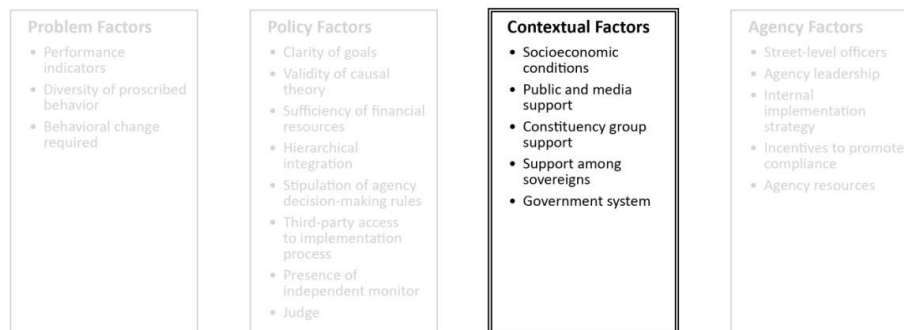 Problem Factors
• Performance
indicators
• Diversity of proscribed
behavior
• Behavioral change
required
Policy Factors
• Clarity of goals
• Validity of causal
theory
• Sufficiency of financial
resources
• Hierarchical
integration
• Stipulation of agency
decision-making rules
• Third-party access
to implementation
process
• Presence of
independent monitor
• Judge
Contextual Factors
• Socioeconomic
conditions
• Public and media
support
• Constituency group
support
• Support among
sovereigns
• Government system
Agency Factors
• Street-level officers
• Agency leadership
• Internal
implementation
strategy
• Incentives to promote
compliance
• Agency resources